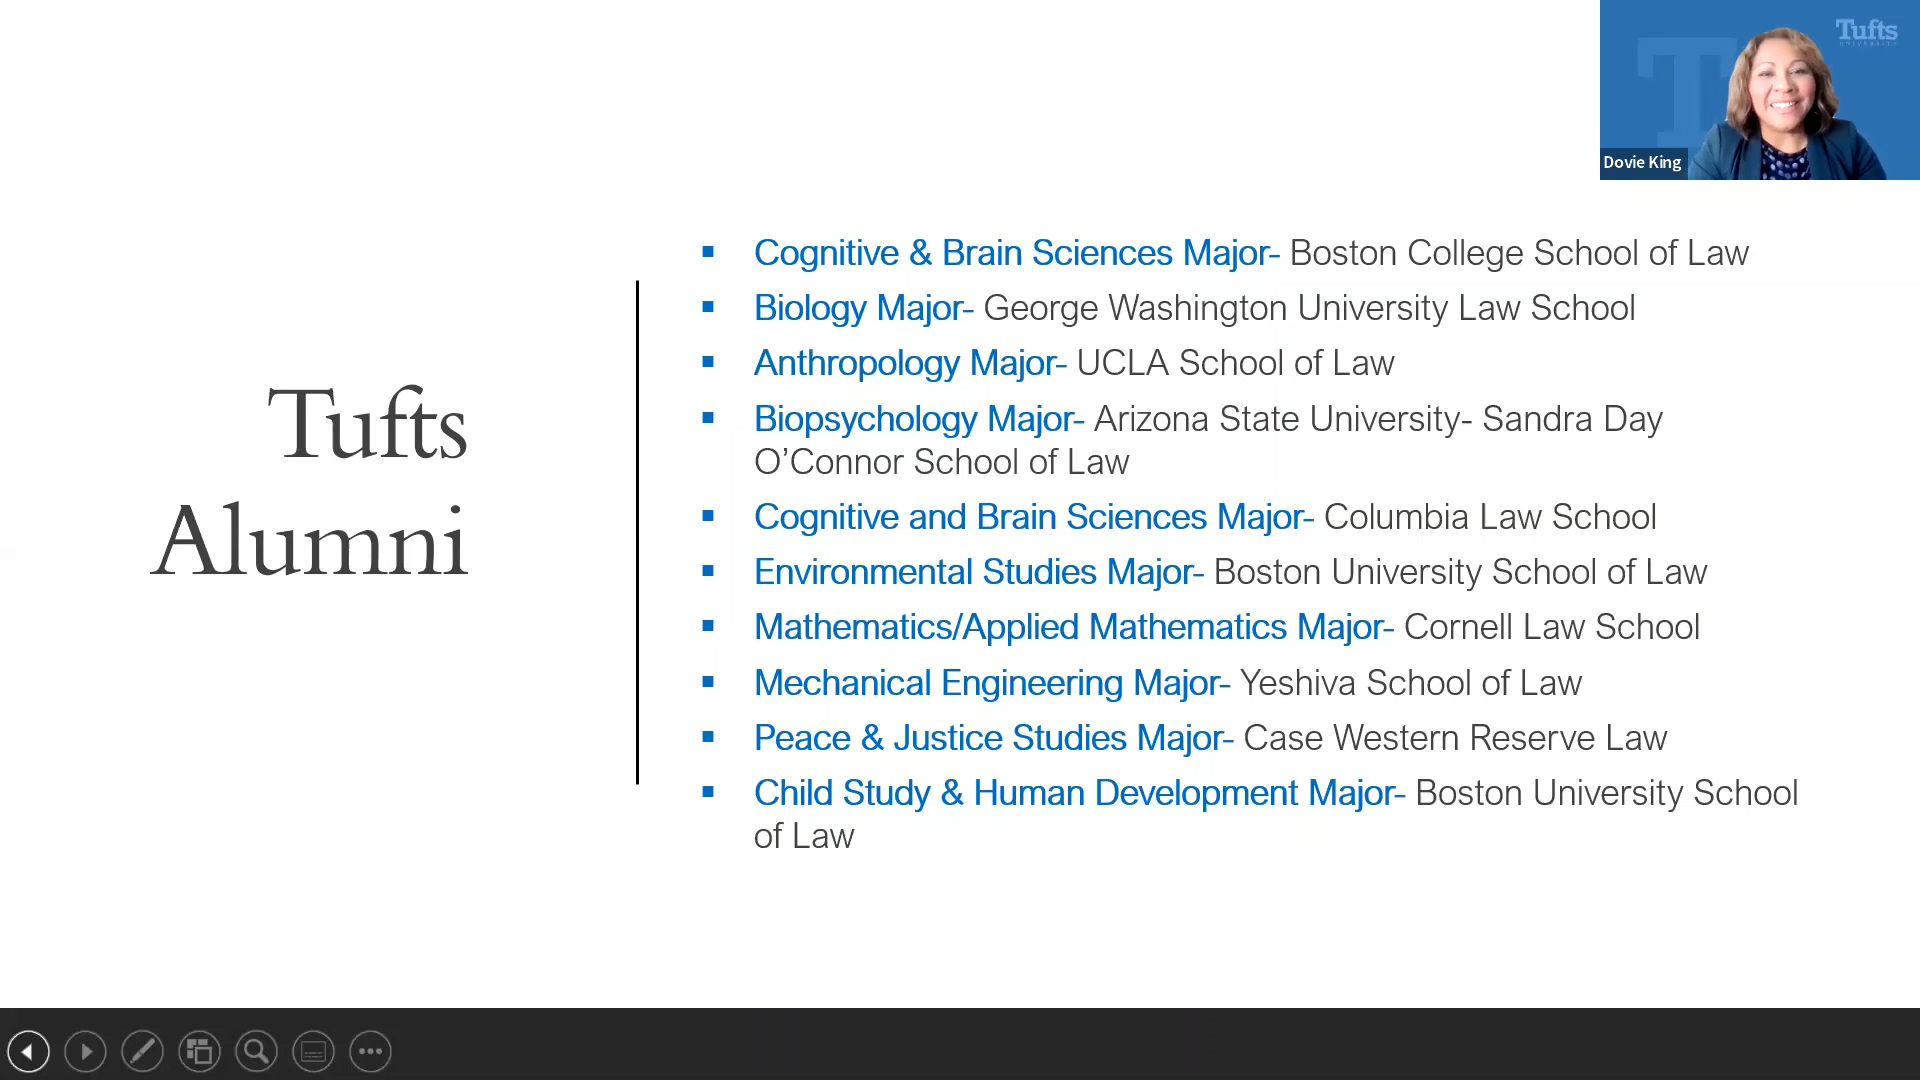 Tufts
UNIVERSITY
Dovie King
Tufts
Alumni
Cognitive & Brain Sciences Major- Boston College School of Law
Biology Major- George Washington University Law School
Anthropology Major- UCLA School of Law
Biopsychology Major- Arizona State University- Sandra Day
O’Connor School of Law
Cognitive and Brain Sciences Major- Columbia Law School
Environmental Studies Major- Boston University School of Law
Mathematics/Applied Mathematics Major- Cornell Law School
Mechanical Engineering Major- Yeshiva School of Law
Peace & Justice Studies Major- Case Western Reserve Law
Child Study & Human Development Major- Boston University School
of Law